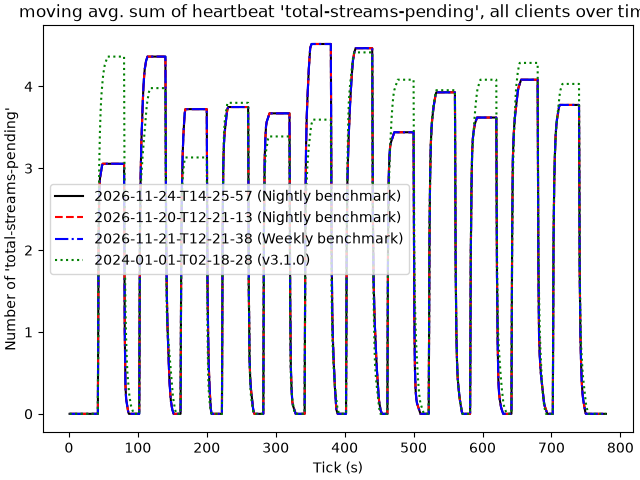 moving avg. sum of heartbeat 'total-streams-pending', all clients over tim
Number of 'total-streams-pending'
4
3
2
1
0
2026-11-24-T14-25-57 (Nightly benchmark)
2026-11-20-T12-21-13 (Nightly benchmark)
2026-11-21-T12-21-38 (Weekly benchmark)
2024-01-01-T02-18-28 (v3.1.0)
0 100 200 300 400 500 600 700 800
Tick (s)